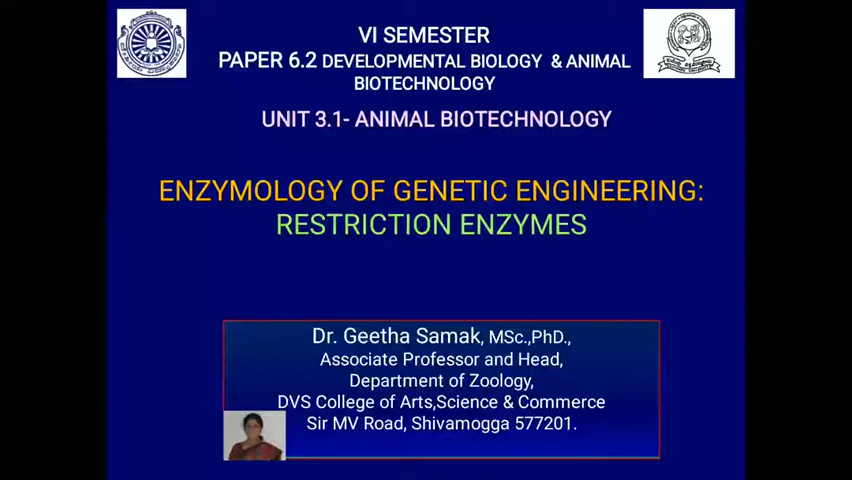 VI SEMESTER
PAPER 6.2 DEVELOPMENTAL BIOLOGY & ANIMAL
BIOTECHNOLOGY
UNIT 3.1- ANIMAL BIOTECHNOLOGY
ENZYMOLOGY OF GENETIC ENGINEERING:
RESTRICTION ENZYMES
Dr. Geetha Samak, MSc.,PhD.,
Associate Professor and Head,
Department of Zoology,
DVS College of Arts,Science & Commerce
Sir MV Road, Shivamogga 577201.